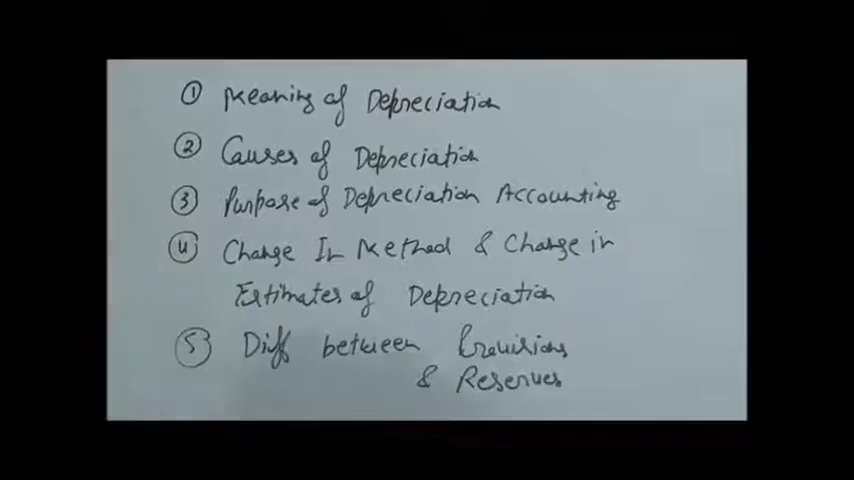 ① Meaning of Depreciation
② Causes of Depreciation
③ Purpose of Depreciation Accounting
④ Change In Method & Change in
Estimates of Depreciation
⑤ Diff between Provisions
& Reserves